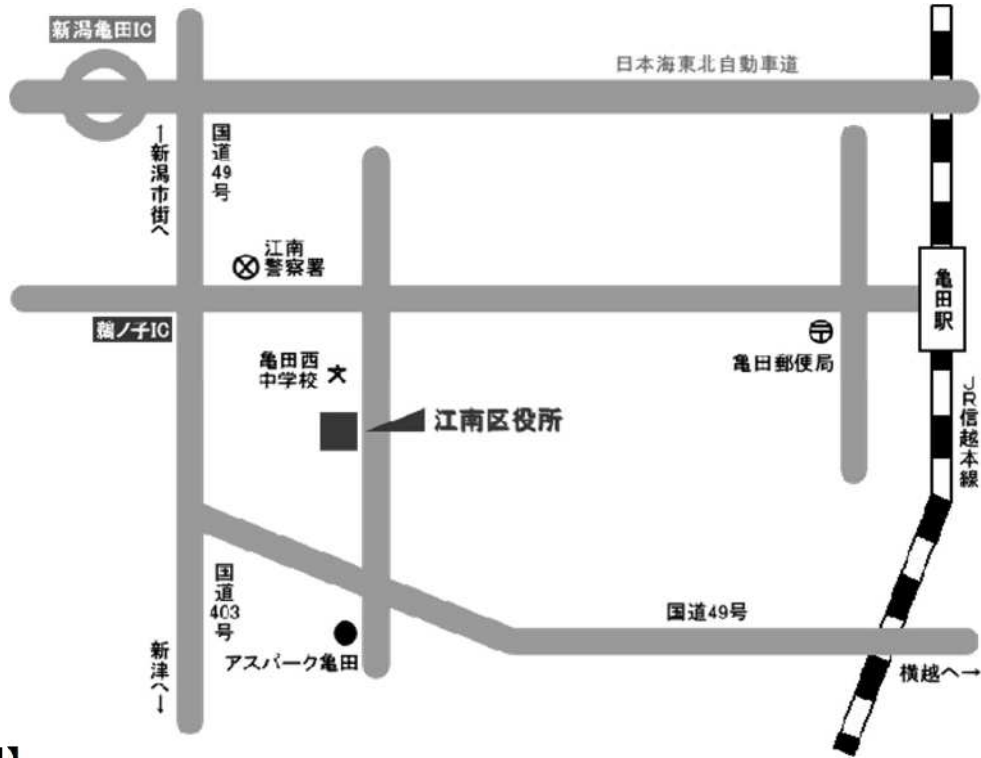 新潟亀田IC
日本海東北自動車道
国道49号
↑新潟市街へ
江南
警察署
亀田駅
鵜ノ子IC
亀田郵便局
亀田西
中学校
JR信越本線
江南区役所
国道403号
国道49号
新津へ↓
アスパーク亀田
横越へ→